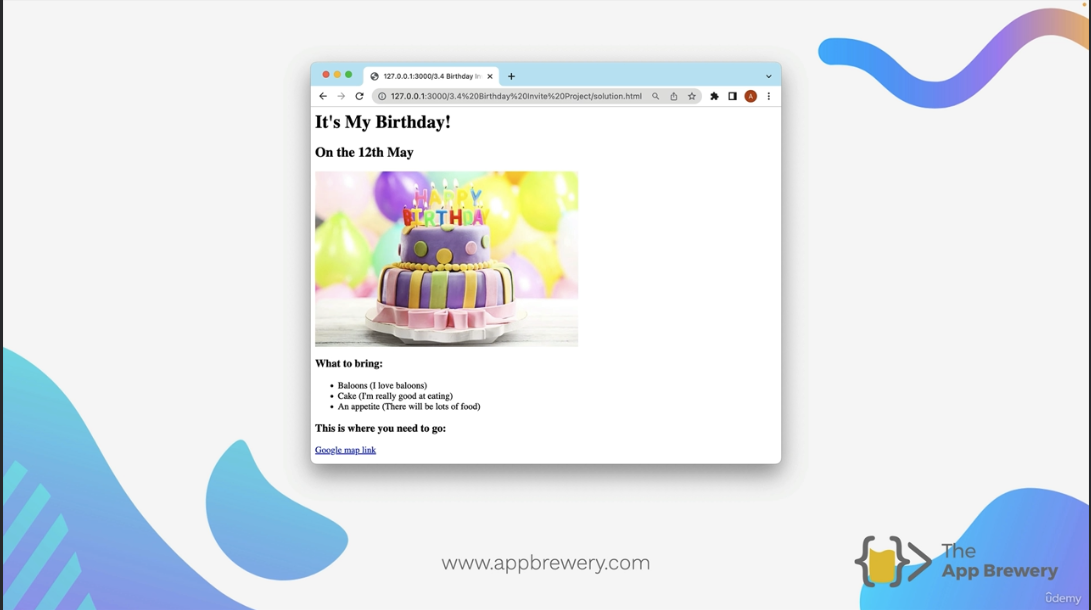 127.0.0.1:3000/3.4 Birthday In
127.0.0.1:3000/3.4%20Birthday%20Invite%20Project/solution.html
A
It's My Birthday!
On the 12th May
HAPPY
BIRTHDAY
What to bring:
Baloons (I love baloons)
Cake (I'm really good at eating)
An appetite (There will be lots of food)
This is where you need to go:
Google map link
www.appbrewery.com
The
App Brewery
ûdemy